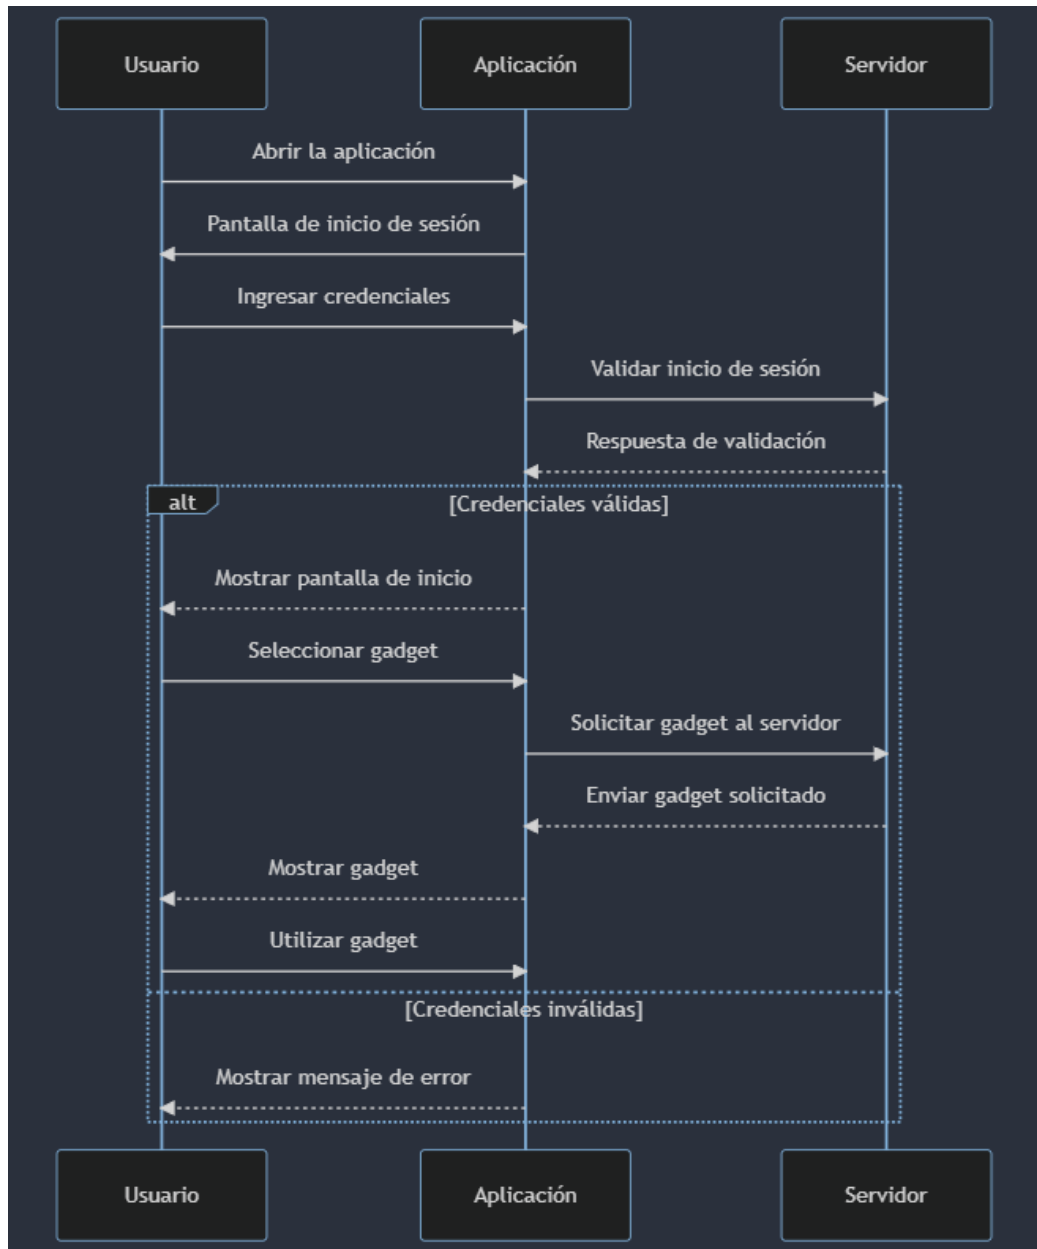 Usuario
Aplicación
Servidor
Abrir la aplicación
Pantalla de inicio de sesión
Ingresar credenciales
Validar inicio de sesión
Respuesta de validación
alt
[Credenciales válidas]
Mostrar pantalla de inicio
Seleccionar gadget
Solicitar gadget al servidor
Enviar gadget solicitado
Mostrar gadget
Utilizar gadget
[Credenciales inválidas]
Mostrar mensaje de error
Usuario
Aplicación
Servidor